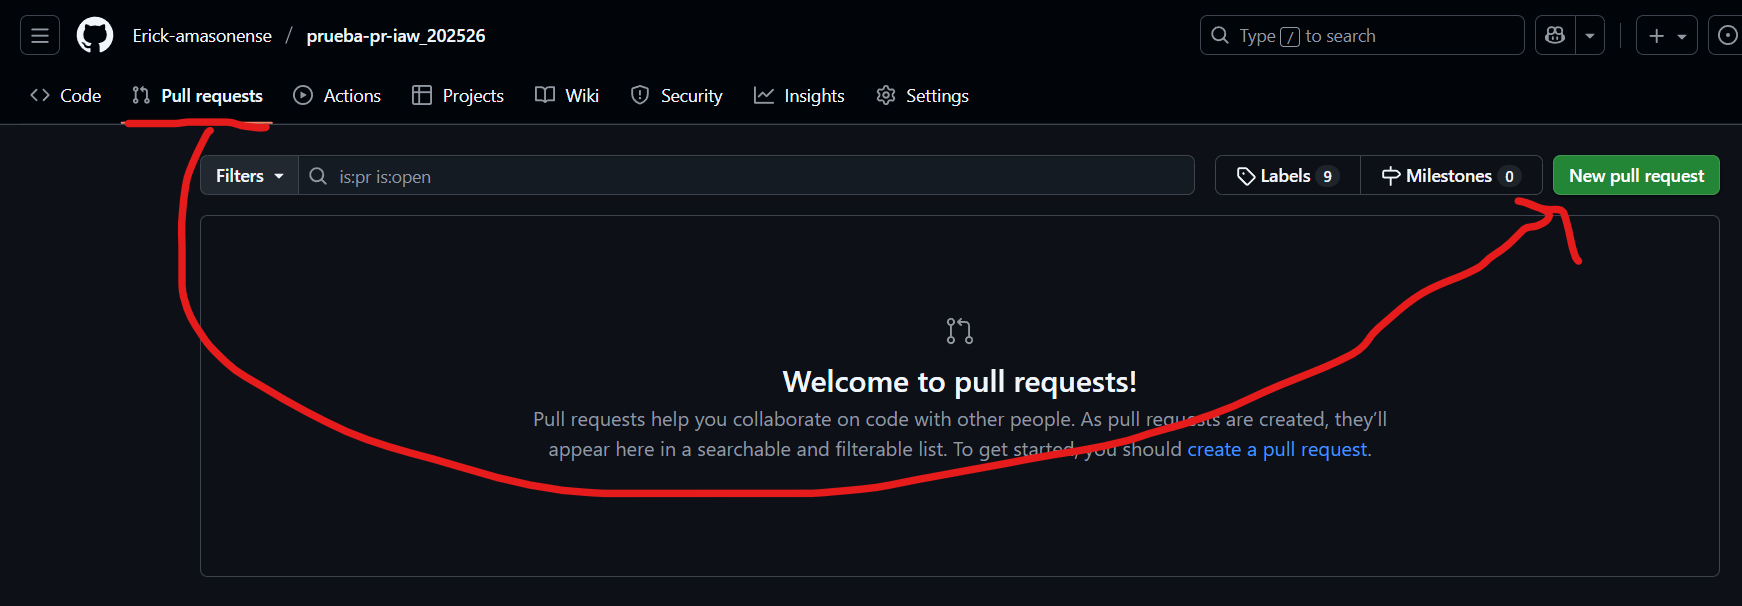 Erick-amasonense / prueba-pr-iaw_202526
Type / to search
Code Pull requests Actions Projects Wiki Security Insights Settings
Filters is:pr is:open Labels 9 Milestones 0 New pull request
Welcome to pull requests!
Pull requests help you collaborate on code with other people. As pull requests are created, they’ll
appear here in a searchable and filterable list. To get started, you should create a pull request.